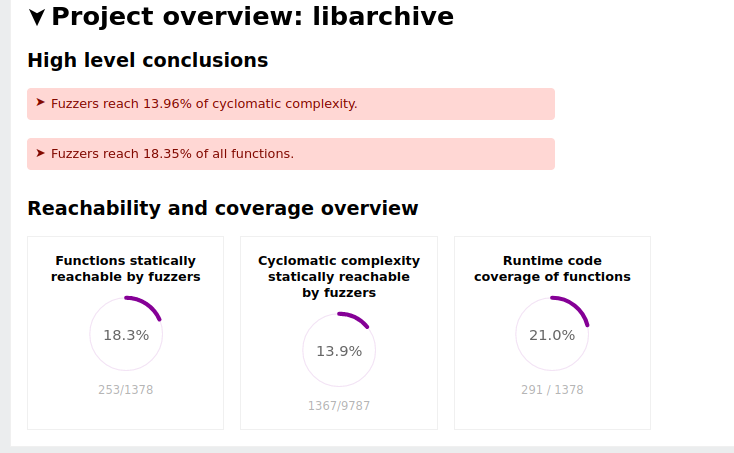 Project overview: libarchive
High level conclusions
Fuzzers reach 13.96% of cyclomatic complexity.
Fuzzers reach 18.35% of all functions.
Reachability and coverage overview
Functions statically
reachable by fuzzers
18.3%
253/1378
Cyclomatic complexity
statically reachable
by fuzzers
13.9%
1367/9787
Runtime code
coverage of functions
21.0%
291 / 1378